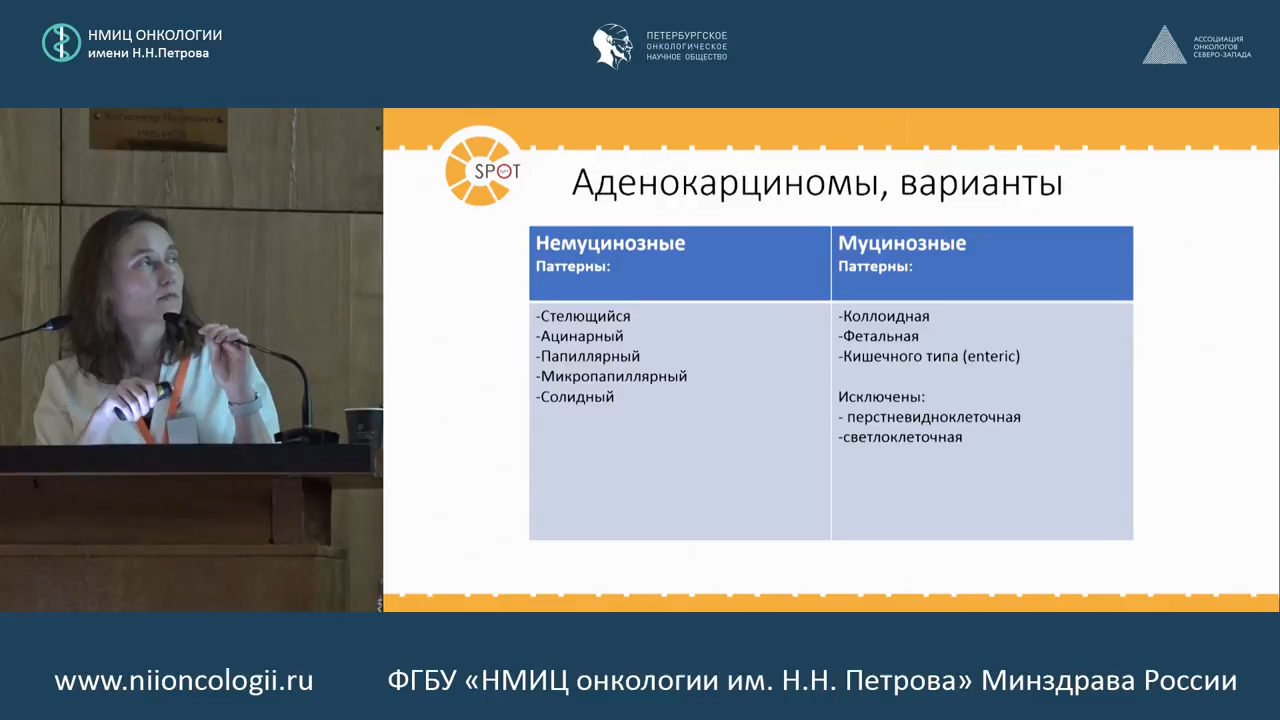 НМИЦ ОНКОЛОГИИ
имени Н.Н.Петрова
ПЕТЕРБУРГСКОЕ
ОНКОЛОГИЧЕСКОЕ
НАУЧНОЕ ОБЩЕСТВО
АССОЦИАЦИЯ
ОНКОЛОГОВ
СЕВЕРО-ЗАПАДА
SPOT
Аденокарциномы, варианты
Немуцинозные
Паттерны:
-Стелющийся
-Ацинарный
-Папиллярный
-Микропапиллярный
-Солидный
Муцинозные
Паттерны:
-Коллоидная
-Фетальная
-Кишечного типа (enteric)
Исключены:
- перстневидноклеточная
-светлоклеточная
www.niioncologii.ru
ФГБУ «НМИЦ онкологии им. Н.Н. Петрова» Минздрава России